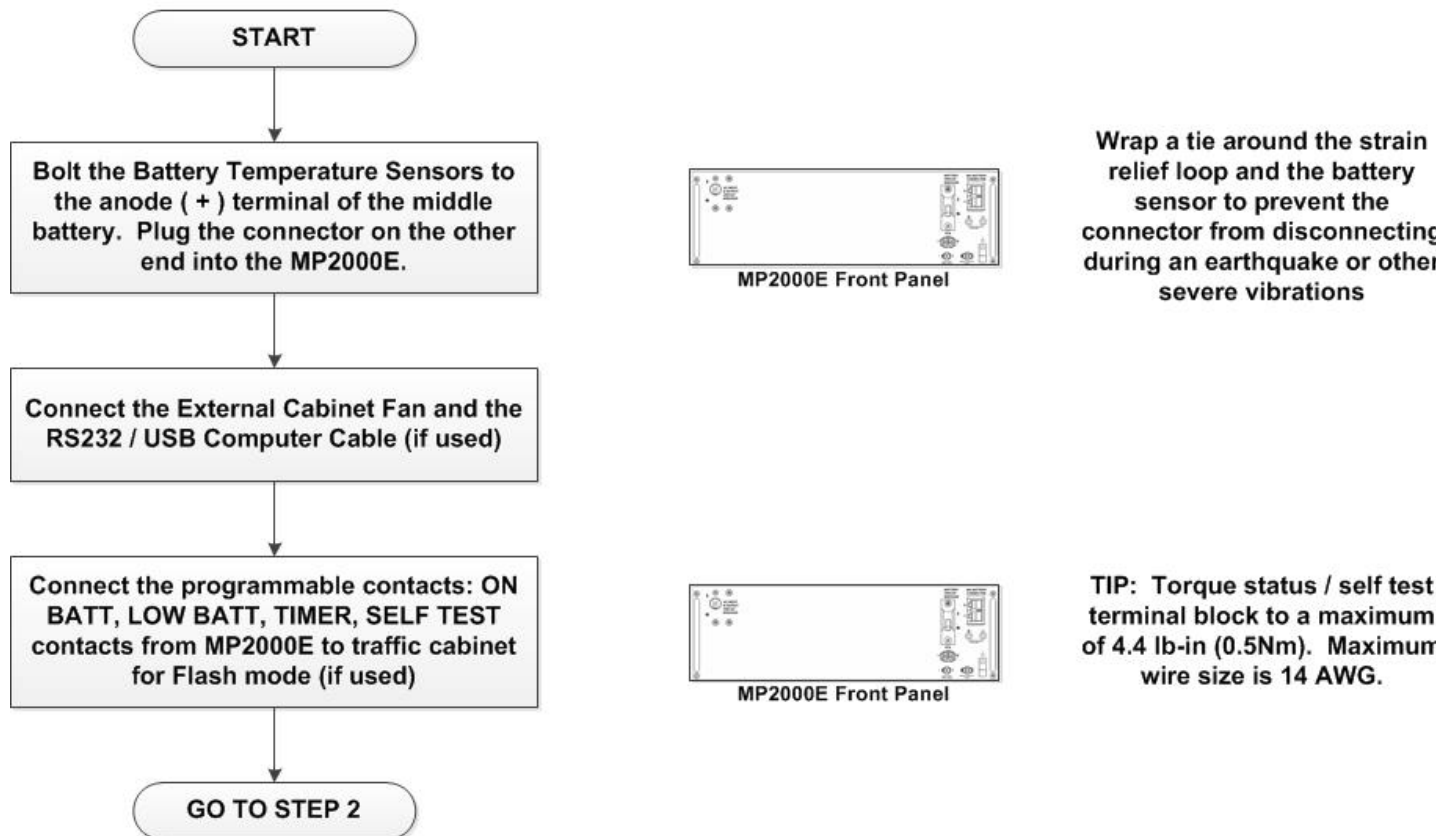 START
Bolt the Battery Temperature Sensors to
the anode ( + ) terminal of the middle
battery. Plug the connector on the other
end into the MP2000E.
MP2000E Front Panel
Wrap a tie around the strain
relief loop and the battery
sensor to prevent the
connector from disconnecting
during an earthquake or other
severe vibrations
Connect the External Cabinet Fan and the
RS232 / USB Computer Cable (if used)
Connect the programmable contacts: ON
BATT, LOW BATT, TIMER, SELF TEST
contacts from MP2000E to traffic cabinet
for Flash mode (if used)
MP2000E Front Panel
TIP: Torque status / self test
terminal block to a maximum
of 4.4 lb-in (0.5Nm). Maximum
wire size is 14 AWG.
GO TO STEP 2